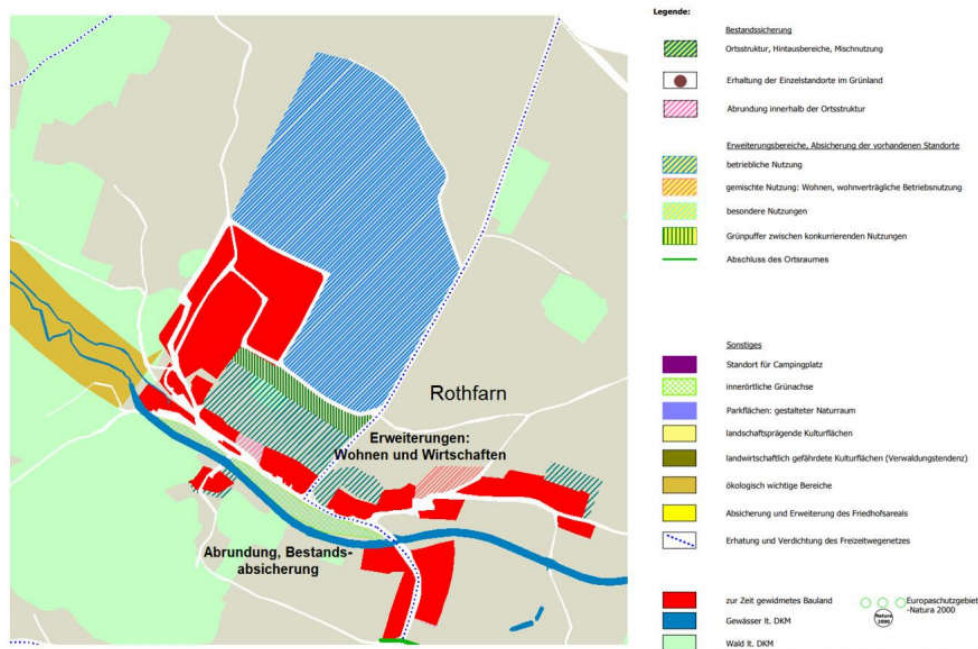 Rothfarn
Erweiterungen:
Wohnen und Wirtschaften
Abrundung, Bestands-
absicherung
Legende:
Bestandssicherung
Ortsstruktur, Hintausbereiche, Mischnutzung
Erhaltung der Einzelstandorte im Grünland
Abrundung innerhalb der Ortsstruktur
Erweiterungsbereiche, Absicherung der vorhandenen Standorte
betriebliche Nutzung
gemischte Nutzung: Wohnen, wohnverträgliche Betriebsnutzung
besondere Nutzungen
Grünpuffer zwischen konkurrierenden Nutzungen
Abschluss des Ortsraumes
Sonstiges
Standort für Campingplatz
innerörtliche Grünachse
Parkflächen: gestalteter Naturraum
landschaftsprägende Kulturflächen
landwirtschaftlich gefährdete Kulturflächen (Verwaldungstendenz)
ökologisch wichtige Bereiche
Absicherung und Erweiterung des Friedhofsareals
Erhatung und Verdichtung des Freizeitwegenetzes
zur Zeit gewidmetes Bauland
Gewässer lt. DKM
Wald lt. DKM
Europaschutzgebiet
-Natura 2000
Natura
2000